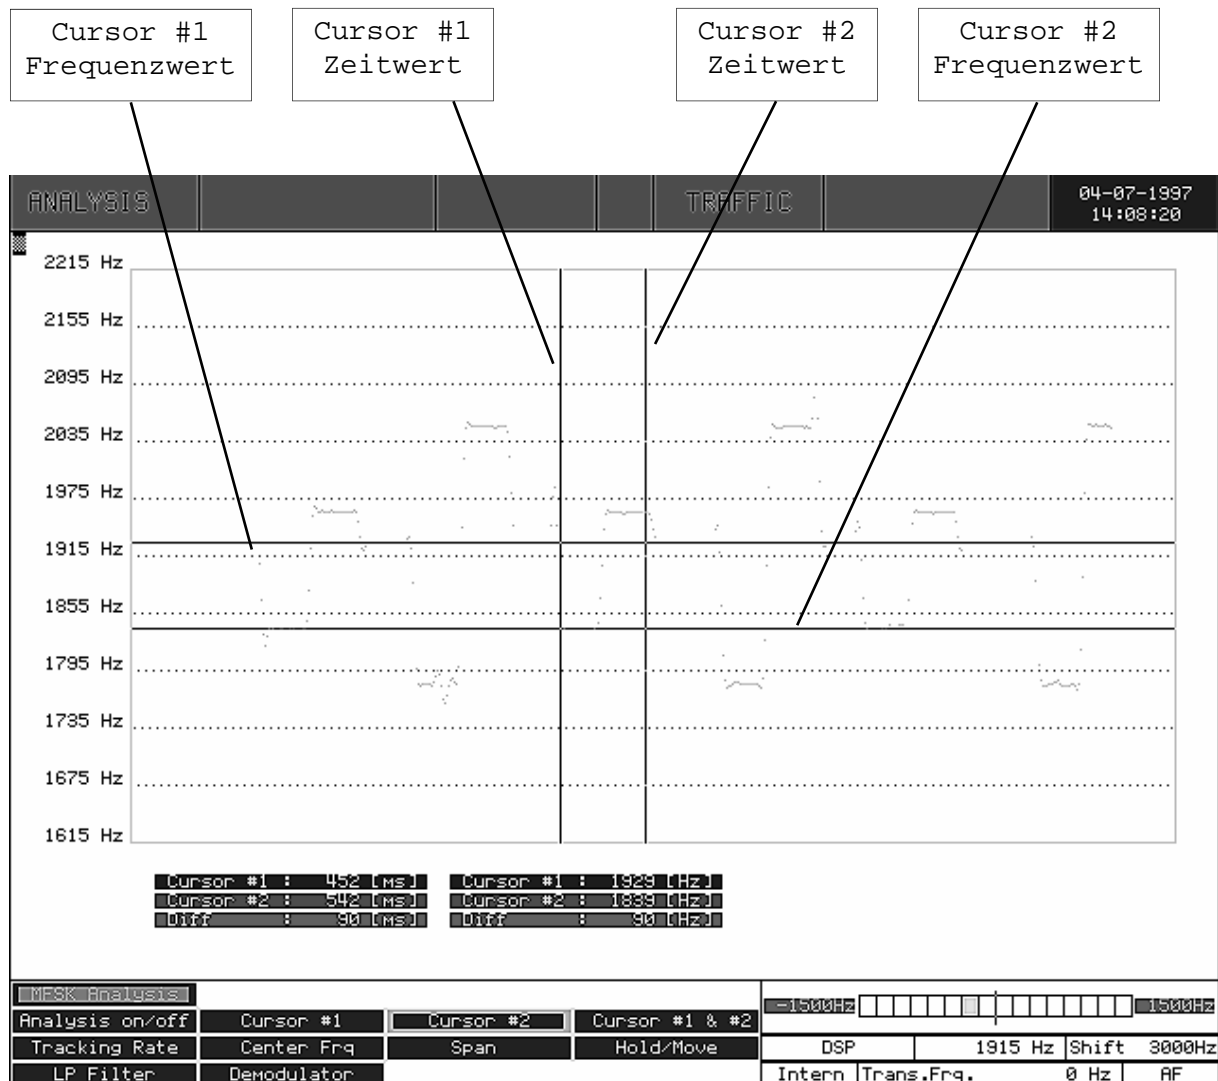 Cursor #1
Frequenzwert
Cursor #1
Zeitwert
Cursor #2
Zeitwert
Cursor #2
Frequenzwert
ANALYSIS TRAFFIC 04-07-1997
14:08:20
2215 Hz
2155 Hz
2095 Hz
2035 Hz
1975 Hz
1915 Hz
1855 Hz
1795 Hz
1735 Hz
1675 Hz
1615 Hz
Cursor #1 : 452 [ms] Cursor #1 : 1929 [Hz]
Cursor #2 : 542 [ms] Cursor #2 : 1839 [Hz]
Diff : 90 [ms] Diff : 90 [Hz]
MFSK Analysis
-1500Hz 1500Hz
Analysis on/off Cursor #1 Cursor #2 Cursor #1 & #2
Tracking Rate Center Frq Span Hold/Move DSP 1915 Hz Shift 3000Hz
LP Filter Demodulator Intern Trans.Frq. 0 Hz AF